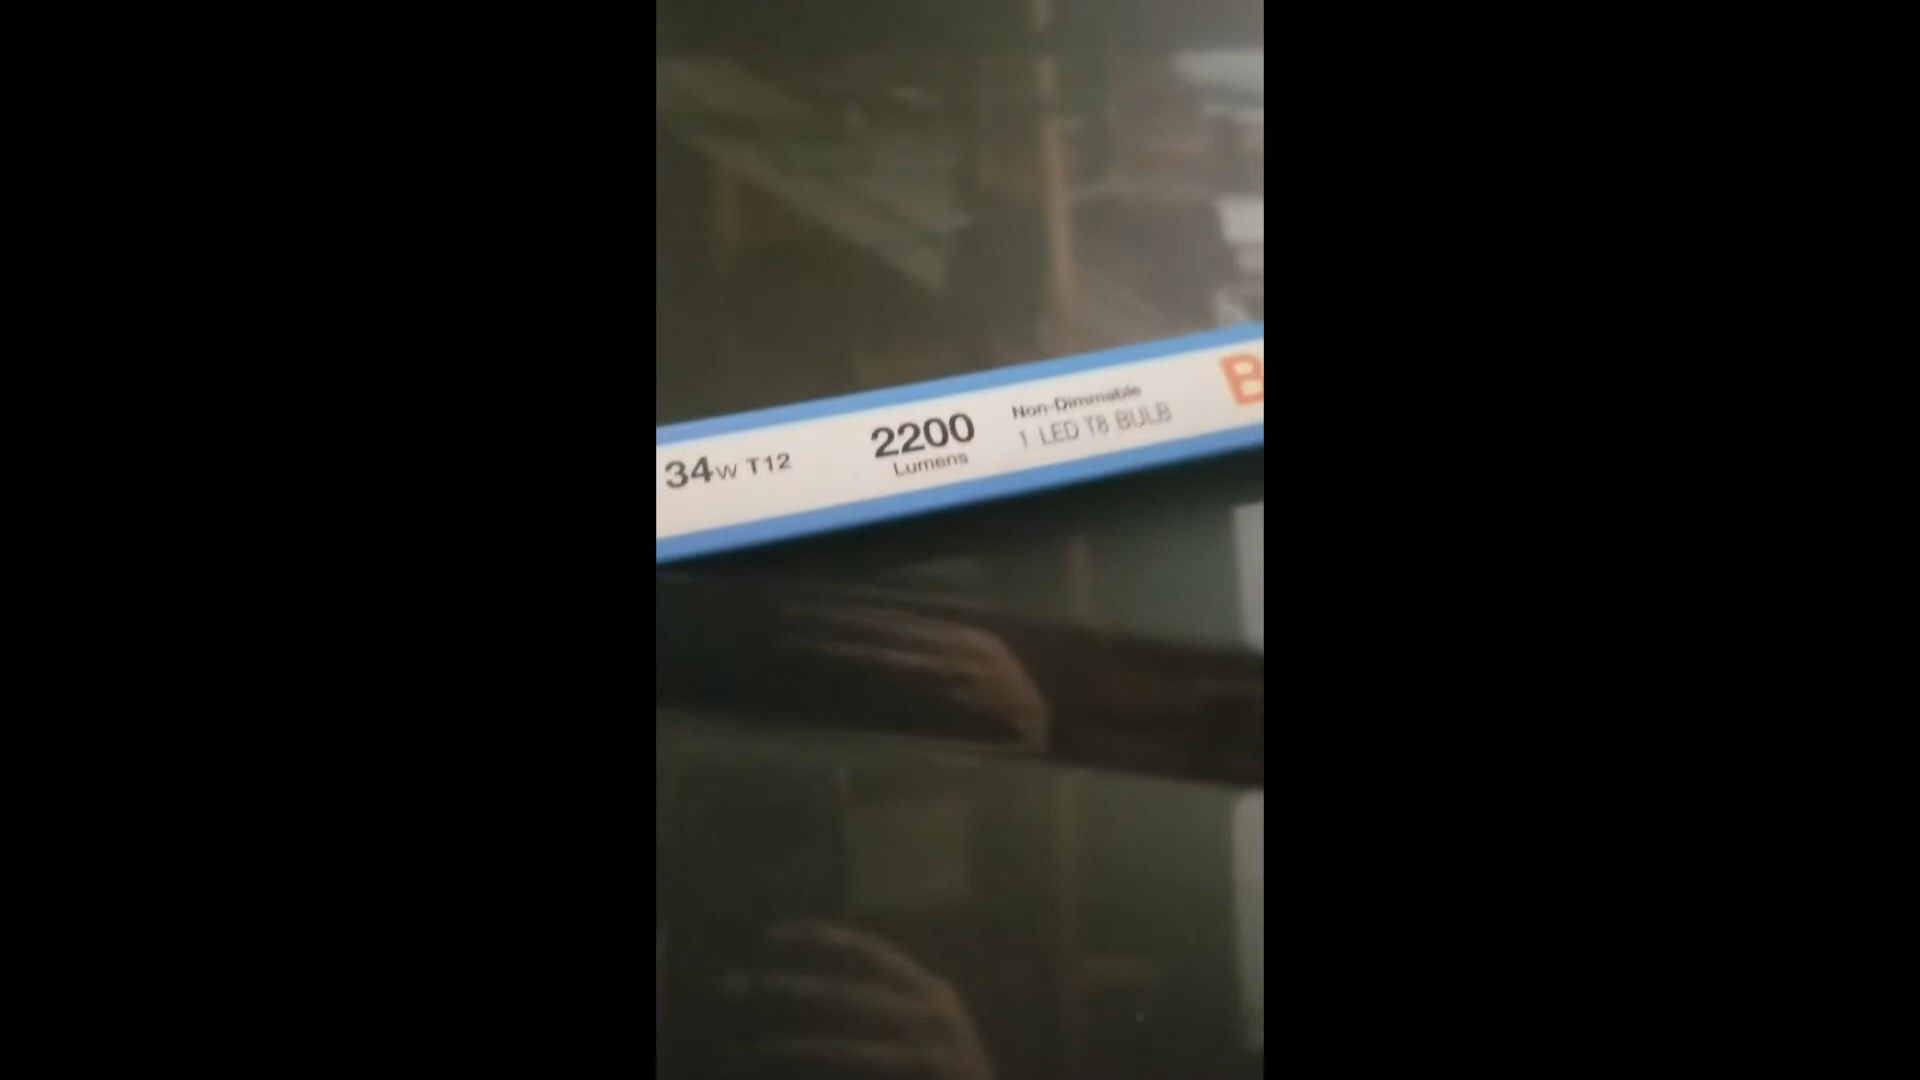 34W T12
2200
Lumens
Non-Dimmable
1 LED T8 BULB
B